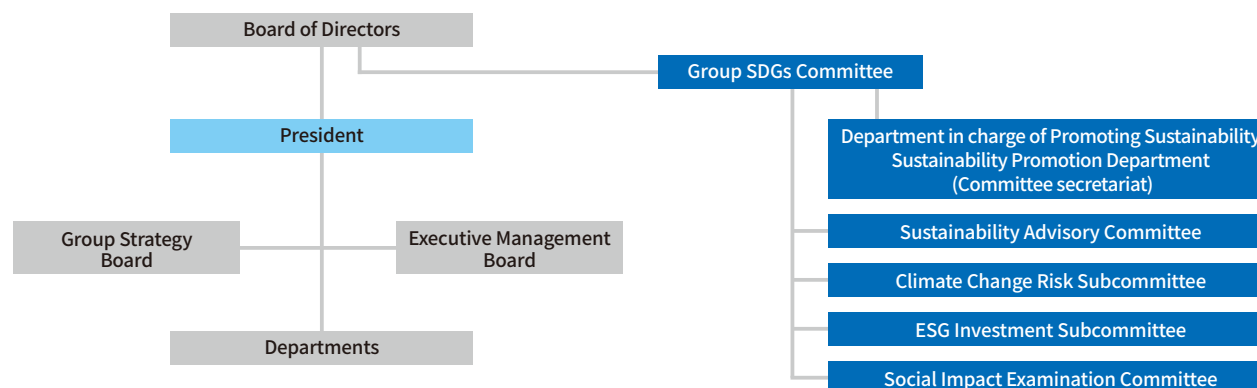 Board of Directors
Group SDGs Committee
President
Department in charge of Promoting Sustainability
Sustainability Promotion Department
(Committee secretariat)
Group Strategy
Board
Executive Management
Board
Sustainability Advisory Committee
Climate Change Risk Subcommittee
ESG Investment Subcommittee
Departments
Social Impact Examination Committee